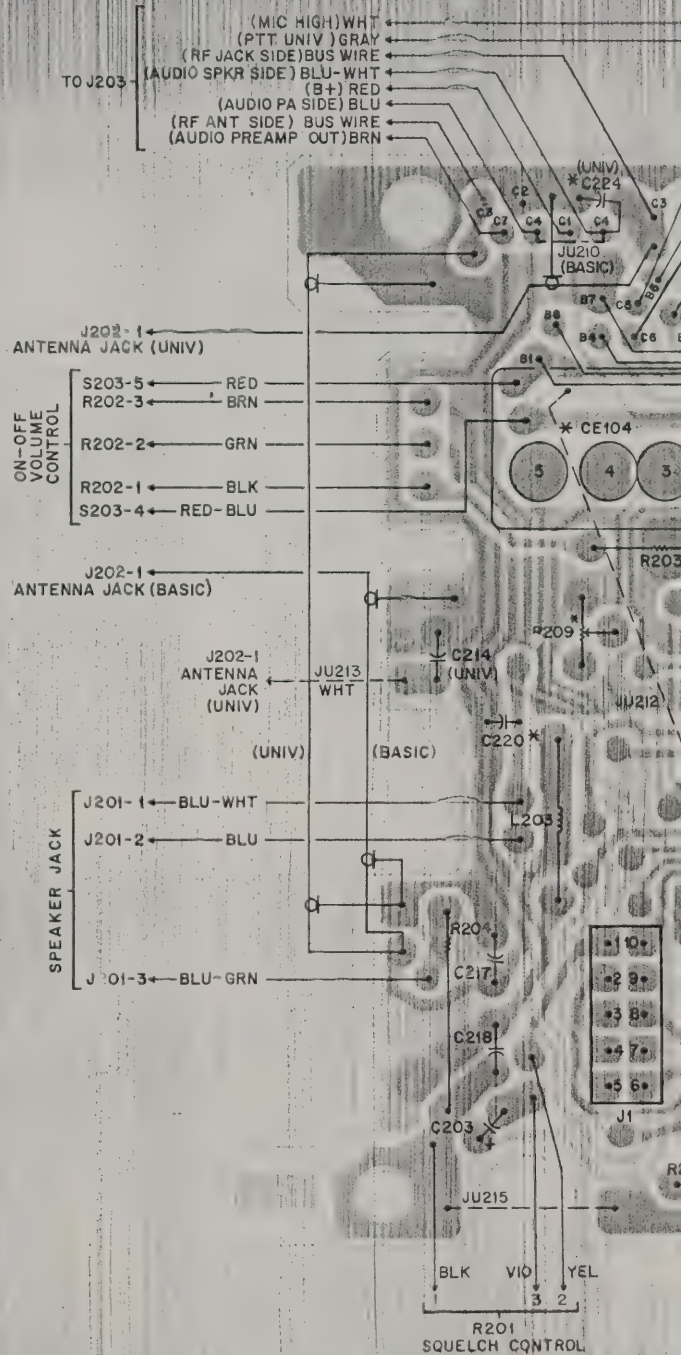 (MIC HIGH) WHT
(PTT UNIV) GRAY
(RF JACK SIDE) BUS WIRE
(AUDIO SPKR SIDE) BLU-WHT
(B+) RED
(AUDIO PA SIDE) BLU
(RF ANT SIDE) BUS WIRE
(AUDIO PREAMP OUT) BRN
TO J203
(UNIV)
* C224
C2
C3
C3
C7
C4
C1
C4
JU210
(BASIC)
B7
C5
B6
B8
B4
C6
B1
J202-1
ANTENNA JACK (UNIV)
ON-OFF
VOLUME
CONTROL
S203-5 RED
R202-3 BRN
R202-2 GRN
R202-1 BLK
S203-4 RED-BLU
* CE104
5 4 3
R203
J202-1
ANTENNA JACK (BASIC)
*
R209
J202-1
ANTENNA
JACK
(UNIV)
JU213
WHT
C214
(UNIV)
JU212
C220 *
(UNIV)
(BASIC)
SPEAKER JACK
J201-1 BLU-WHT
J201-2 BLU
L203
J201-3 BLU-GRN
R204
C217
C218
C203
+
1 10
2 9
3 8
4 7
5 6
J1
JU215
BLK VIO YEL
1 3 2
R201
SQUELCH CONTROL